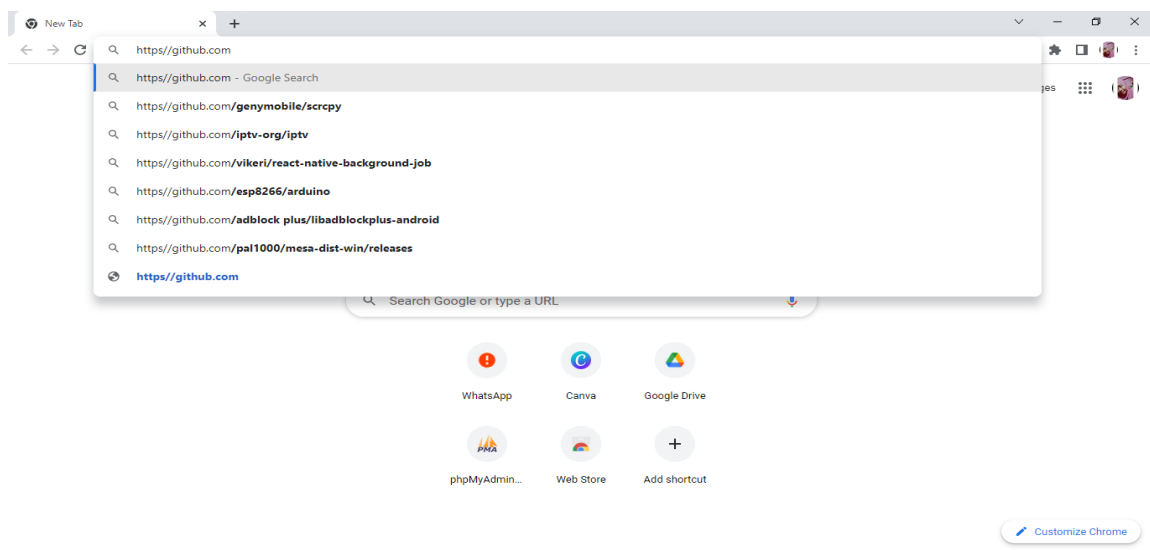 New Tab
https//github.com
https//github.com - Google Search
https//github.com/genymobile/scrcpy
https//github.com/iptv-org/iptv
https//github.com/vikeri/react-native-background-job
https//github.com/esp8266/arduino
https//github.com/adblock plus/libadblockplus-android
https//github.com/pal1000/mesa-dist-win/releases
https//github.com
Search Google or type a URL
WhatsApp Canva Google Drive
PMA
phpMyAdmin... Web Store Add shortcut
Customize Chrome